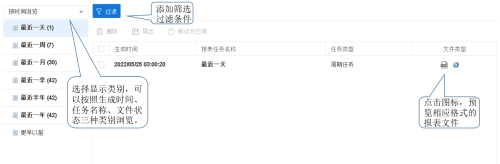 按时间浏览
过滤
添加筛选
过滤条件
删除
导出
标记为已读
最近一天 (1)
最近一周 (7)
最近一月 (30)
最近一季 (42)
最近半年 (42)
最近一年 (42)
更早以前
生成时间
报表任务名称
任务类型
文件类型
2022/05/25 03:00:20
最近一天
周期任务
选择显示类别，可
以按照生成时间、
任务名称、文件状
态三种类别浏览。
点击图标，预
览相应格式的
报表文件